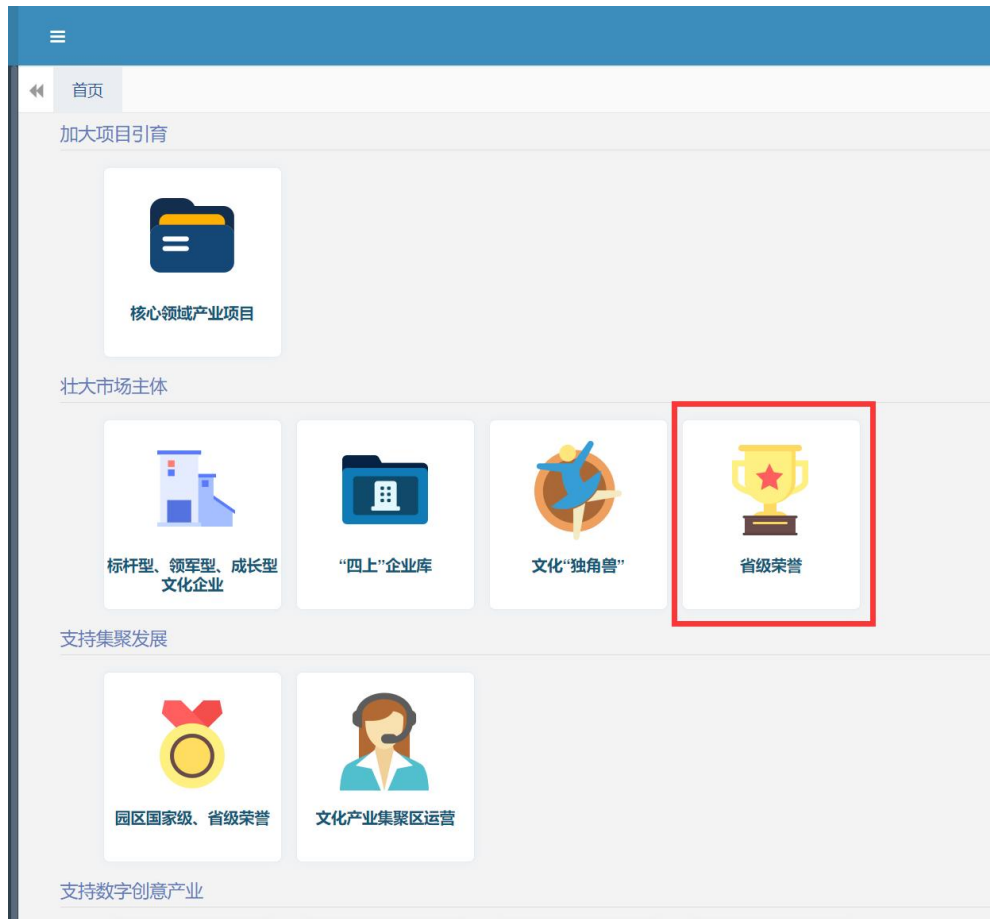 首页
加大项目引育
核心领域产业项目
壮大市场主体
标杆型、领军型、成长型
文化企业
“四上”企业库
文化“独角兽”
省级荣誉
支持集聚发展
园区国家级、省级荣誉
文化产业集聚区运营
支持数字创意产业